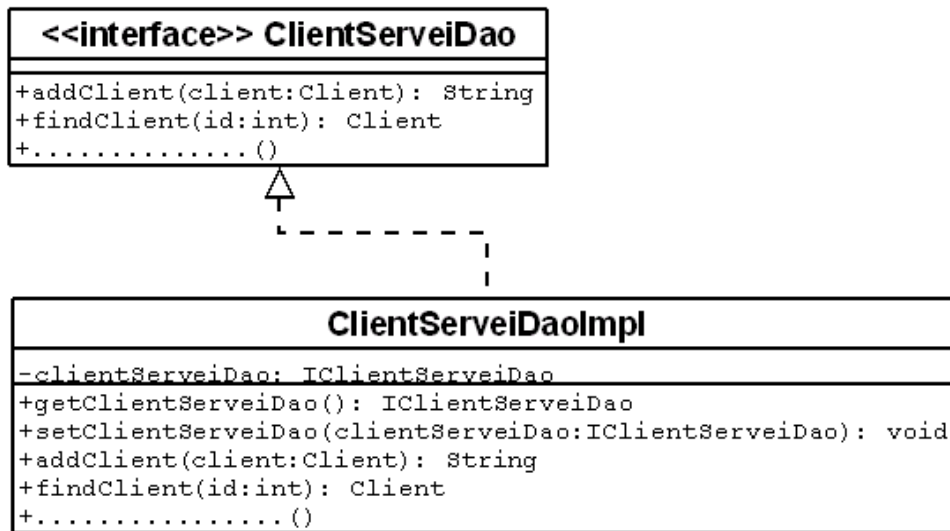 <<interface>> ClientServeiDao
+addClient(client:Client): String
+findClient(id:int): Client
+..............()
ClientServeiDaoImpl
-clientServeiDao: IClientServeiDao
+getClientServeiDao(): IClientServeiDao
+setClientServeiDao(clientServeiDao:IClientServeiDao): void
+addClient(client:Client): String
+findClient(id:int): Client
+................()